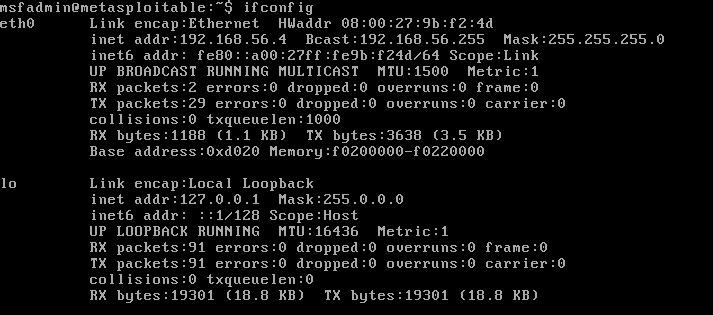 msfadmin@metasploitable:~$ ifconfig
eth0      Link encap:Ethernet  HWaddr 08:00:27:9b:f2:4d
          inet addr:192.168.56.4  Bcast:192.168.56.255  Mask:255.255.255.0
          inet6 addr: fe80::a00:27ff:fe9b:f24d/64 Scope:Link
          UP BROADCAST RUNNING MULTICAST  MTU:1500  Metric:1
          RX packets:2 errors:0 dropped:0 overruns:0 frame:0
          TX packets:29 errors:0 dropped:0 overruns:0 carrier:0
          collisions:0 txqueuelen:1000
          RX bytes:1188 (1.1 KB)  TX bytes:3638 (3.5 KB)
          Base address:0xd020 Memory:f0200000-f0220000
lo        Link encap:Local Loopback
          inet addr:127.0.0.1  Mask:255.0.0.0
          inet6 addr: ::1/128 Scope:Host
          UP LOOPBACK RUNNING  MTU:16436  Metric:1
          RX packets:91 errors:0 dropped:0 overruns:0 frame:0
          TX packets:91 errors:0 dropped:0 overruns:0 carrier:0
          collisions:0 txqueuelen:0
          RX bytes:19301 (18.8 KB)  TX bytes:19301 (18.8 KB)